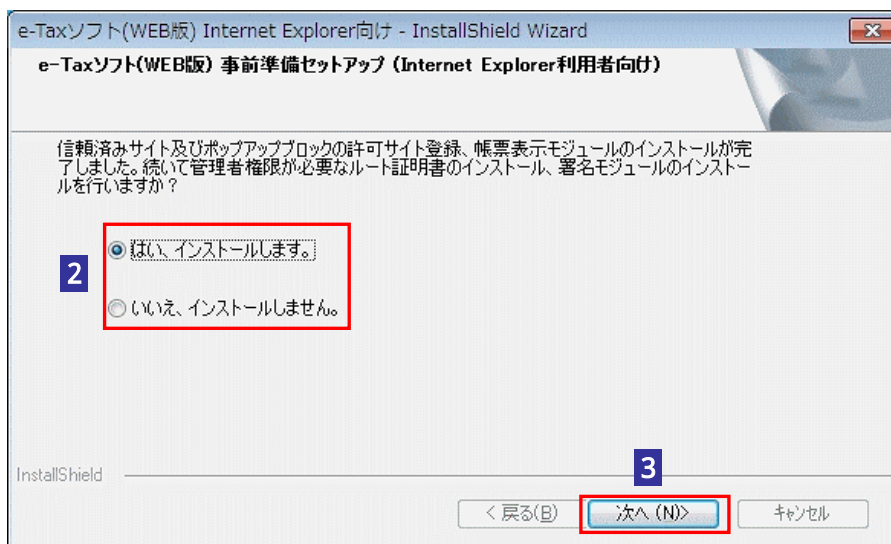 e-Taxソフト(WEB版) Internet Explorer向け - InstallShield Wizard
e-Taxソフト(WEB版) 事前準備セットアップ (Internet Explorer利用者向け)
信頼済みサイト及びポップアップブロックの許可サイト登録、帳票表示モジュールのインストールが完
了しました。続いて管理者権限が必要なルート証明書のインストール、署名モジュールのインストー
ルを行いますか？
はい、インストールします。
2
いいえ、インストールしません。
InstallShield
3
< 戻る(B)
次へ (N)>
キャンセル